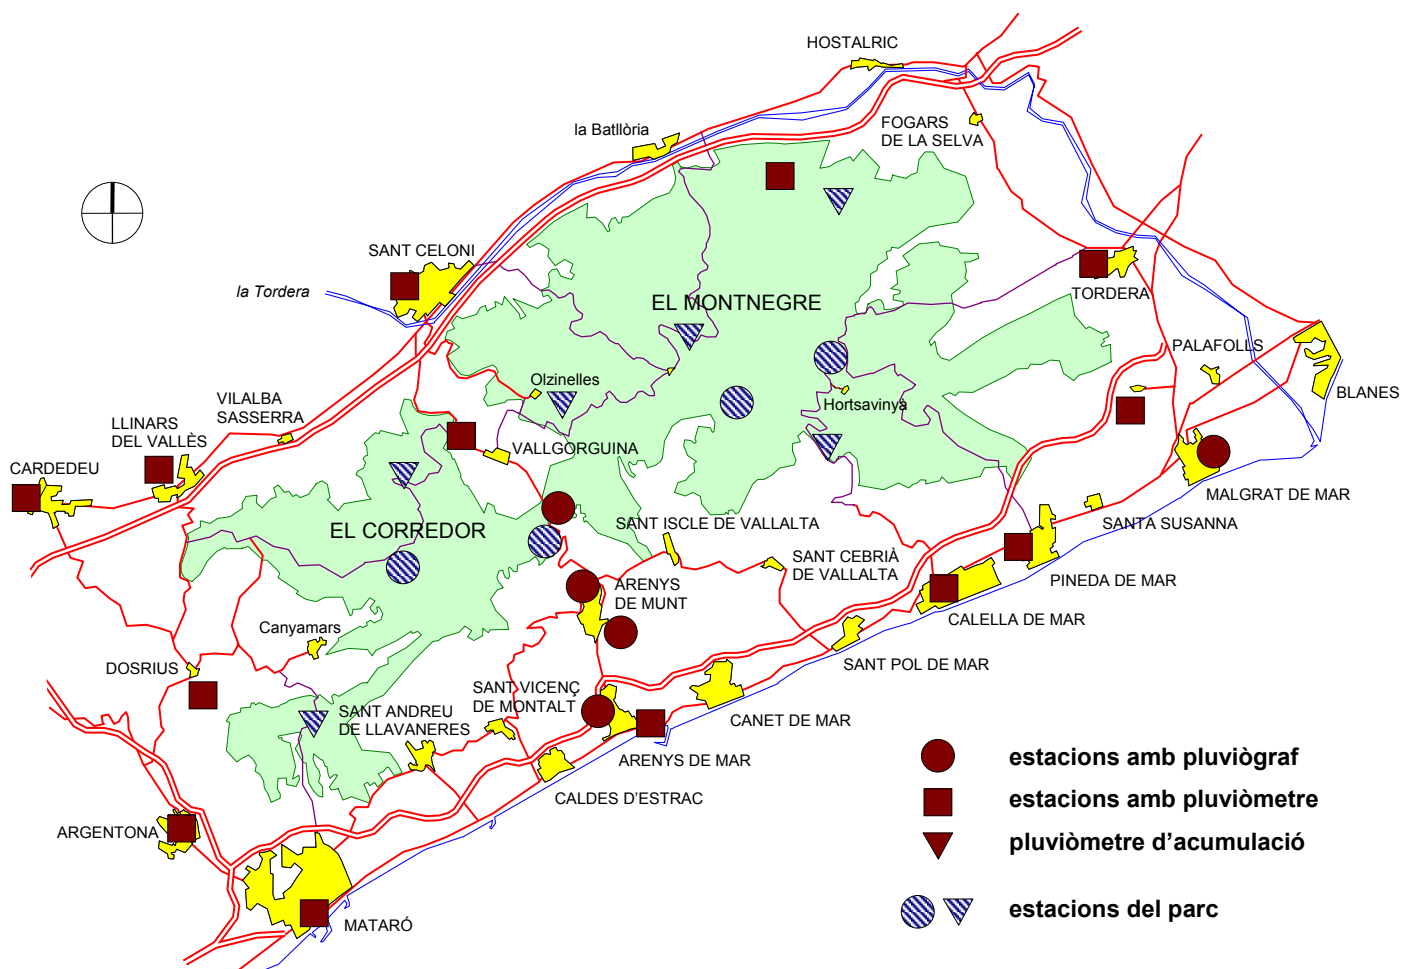 HOSTALRIC
la Batllòria
FOGARS
DE LA SELVA
SANT CELONI
la Tordera
EL MONTNEGRE
TORDERA
PALAFOLLS
BLANES
Olzinelles
Hortsavinyà
VILALBA
SASSERRA
LLINARS
DEL VALLÈS
CARDEDEU
VALLGORGUINA
MALGRAT DE MAR
SANTA SUSANNA
EL CORREDOR
SANT ISCLE DE VALLALTA
SANT CEBRIÀ
DE VALLALTA
PINEDA DE MAR
ARENYS
DE MUNT
CALELLA DE MAR
Canyamars
DOSRIUS
SANT POL DE MAR
SANT VICENÇ
DE MONTALT
SANT ANDREU
DE LLAVANERES
CANET DE MAR
ARENYS DE MAR
CALDES D'ESTRAC
ARGENTONA
MATARÓ
estacions amb pluviògraf
estacions amb pluviòmetre
pluviòmetre d'acumulació
estacions del parc